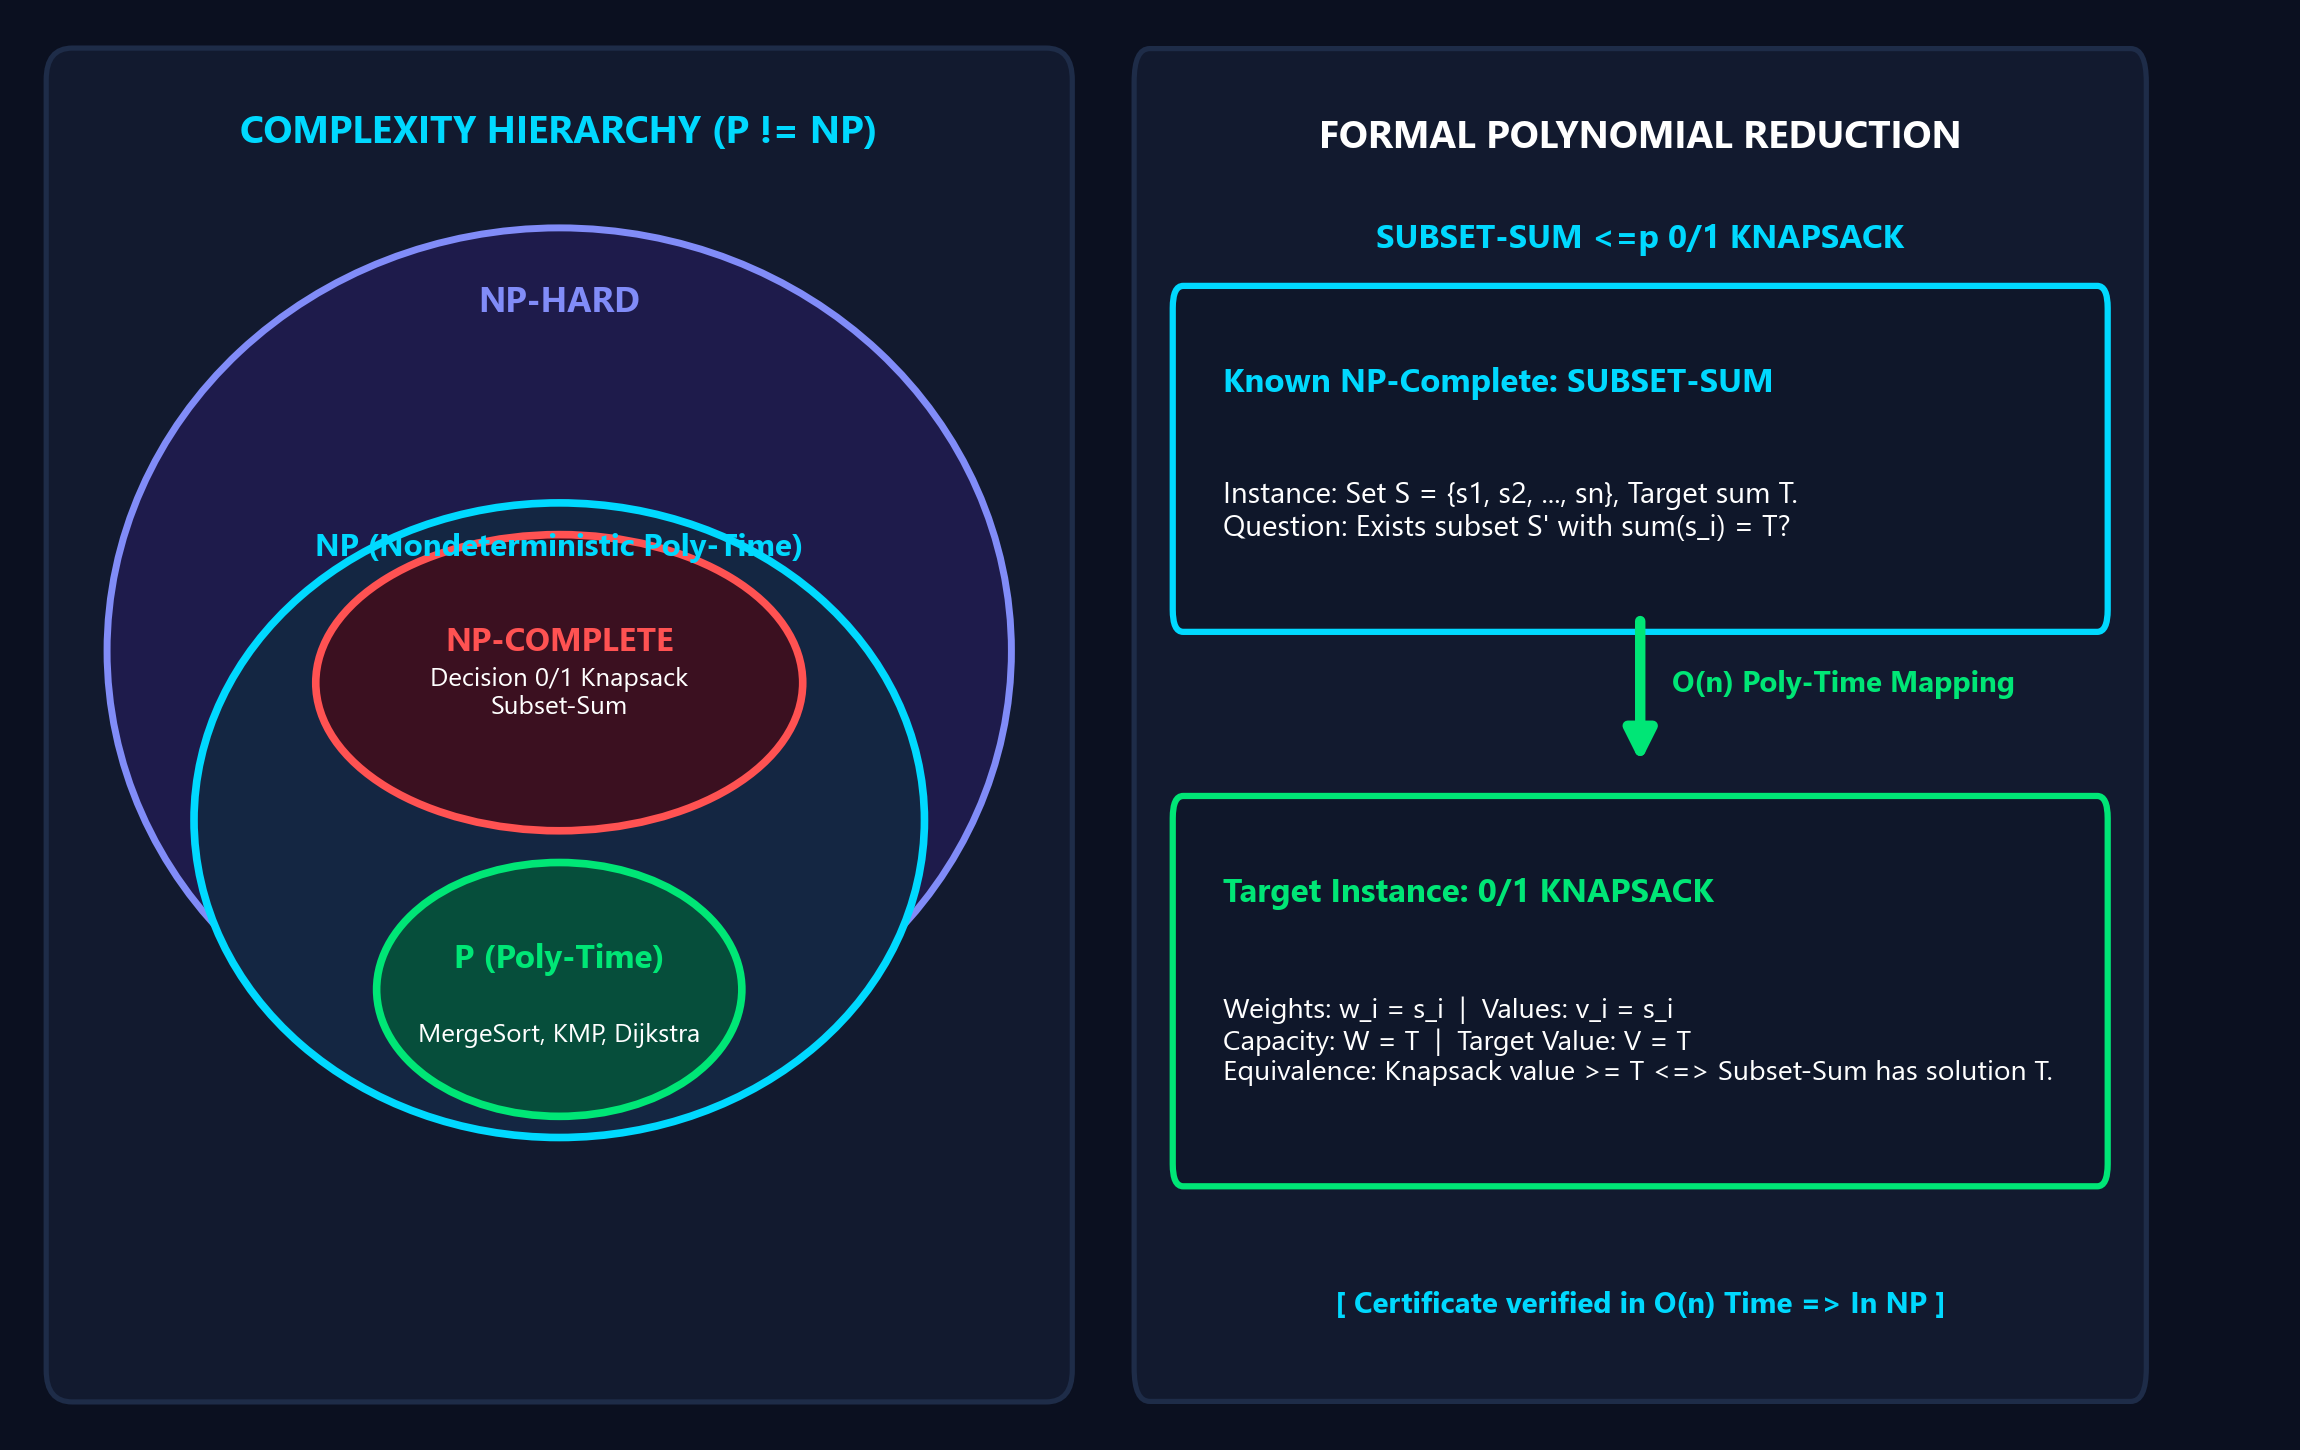 COMPLEXITY HIERARCHY (P != NP)
NP-HARD
NP (Nondeterministic Poly-Time)
NP-COMPLETE
Decision 0/1 Knapsack
Subset-Sum
P (Poly-Time)
MergeSort, KMP, Dijkstra
FORMAL POLYNOMIAL REDUCTION
SUBSET-SUM <=p 0/1 KNAPSACK
Known NP-Complete: SUBSET-SUM
Instance: Set S = {s1, s2, ..., sn}, Target sum T.
Question: Exists subset S' with sum(s_i) = T?
O(n) Poly-Time Mapping
Target Instance: 0/1 KNAPSACK
Weights: w_i = s_i | Values: v_i = s_i
Capacity: W = T | Target Value: V = T
Equivalence: Knapsack value >= T <=> Subset-Sum has solution T.
[ Certificate verified in O(n) Time => In NP ]